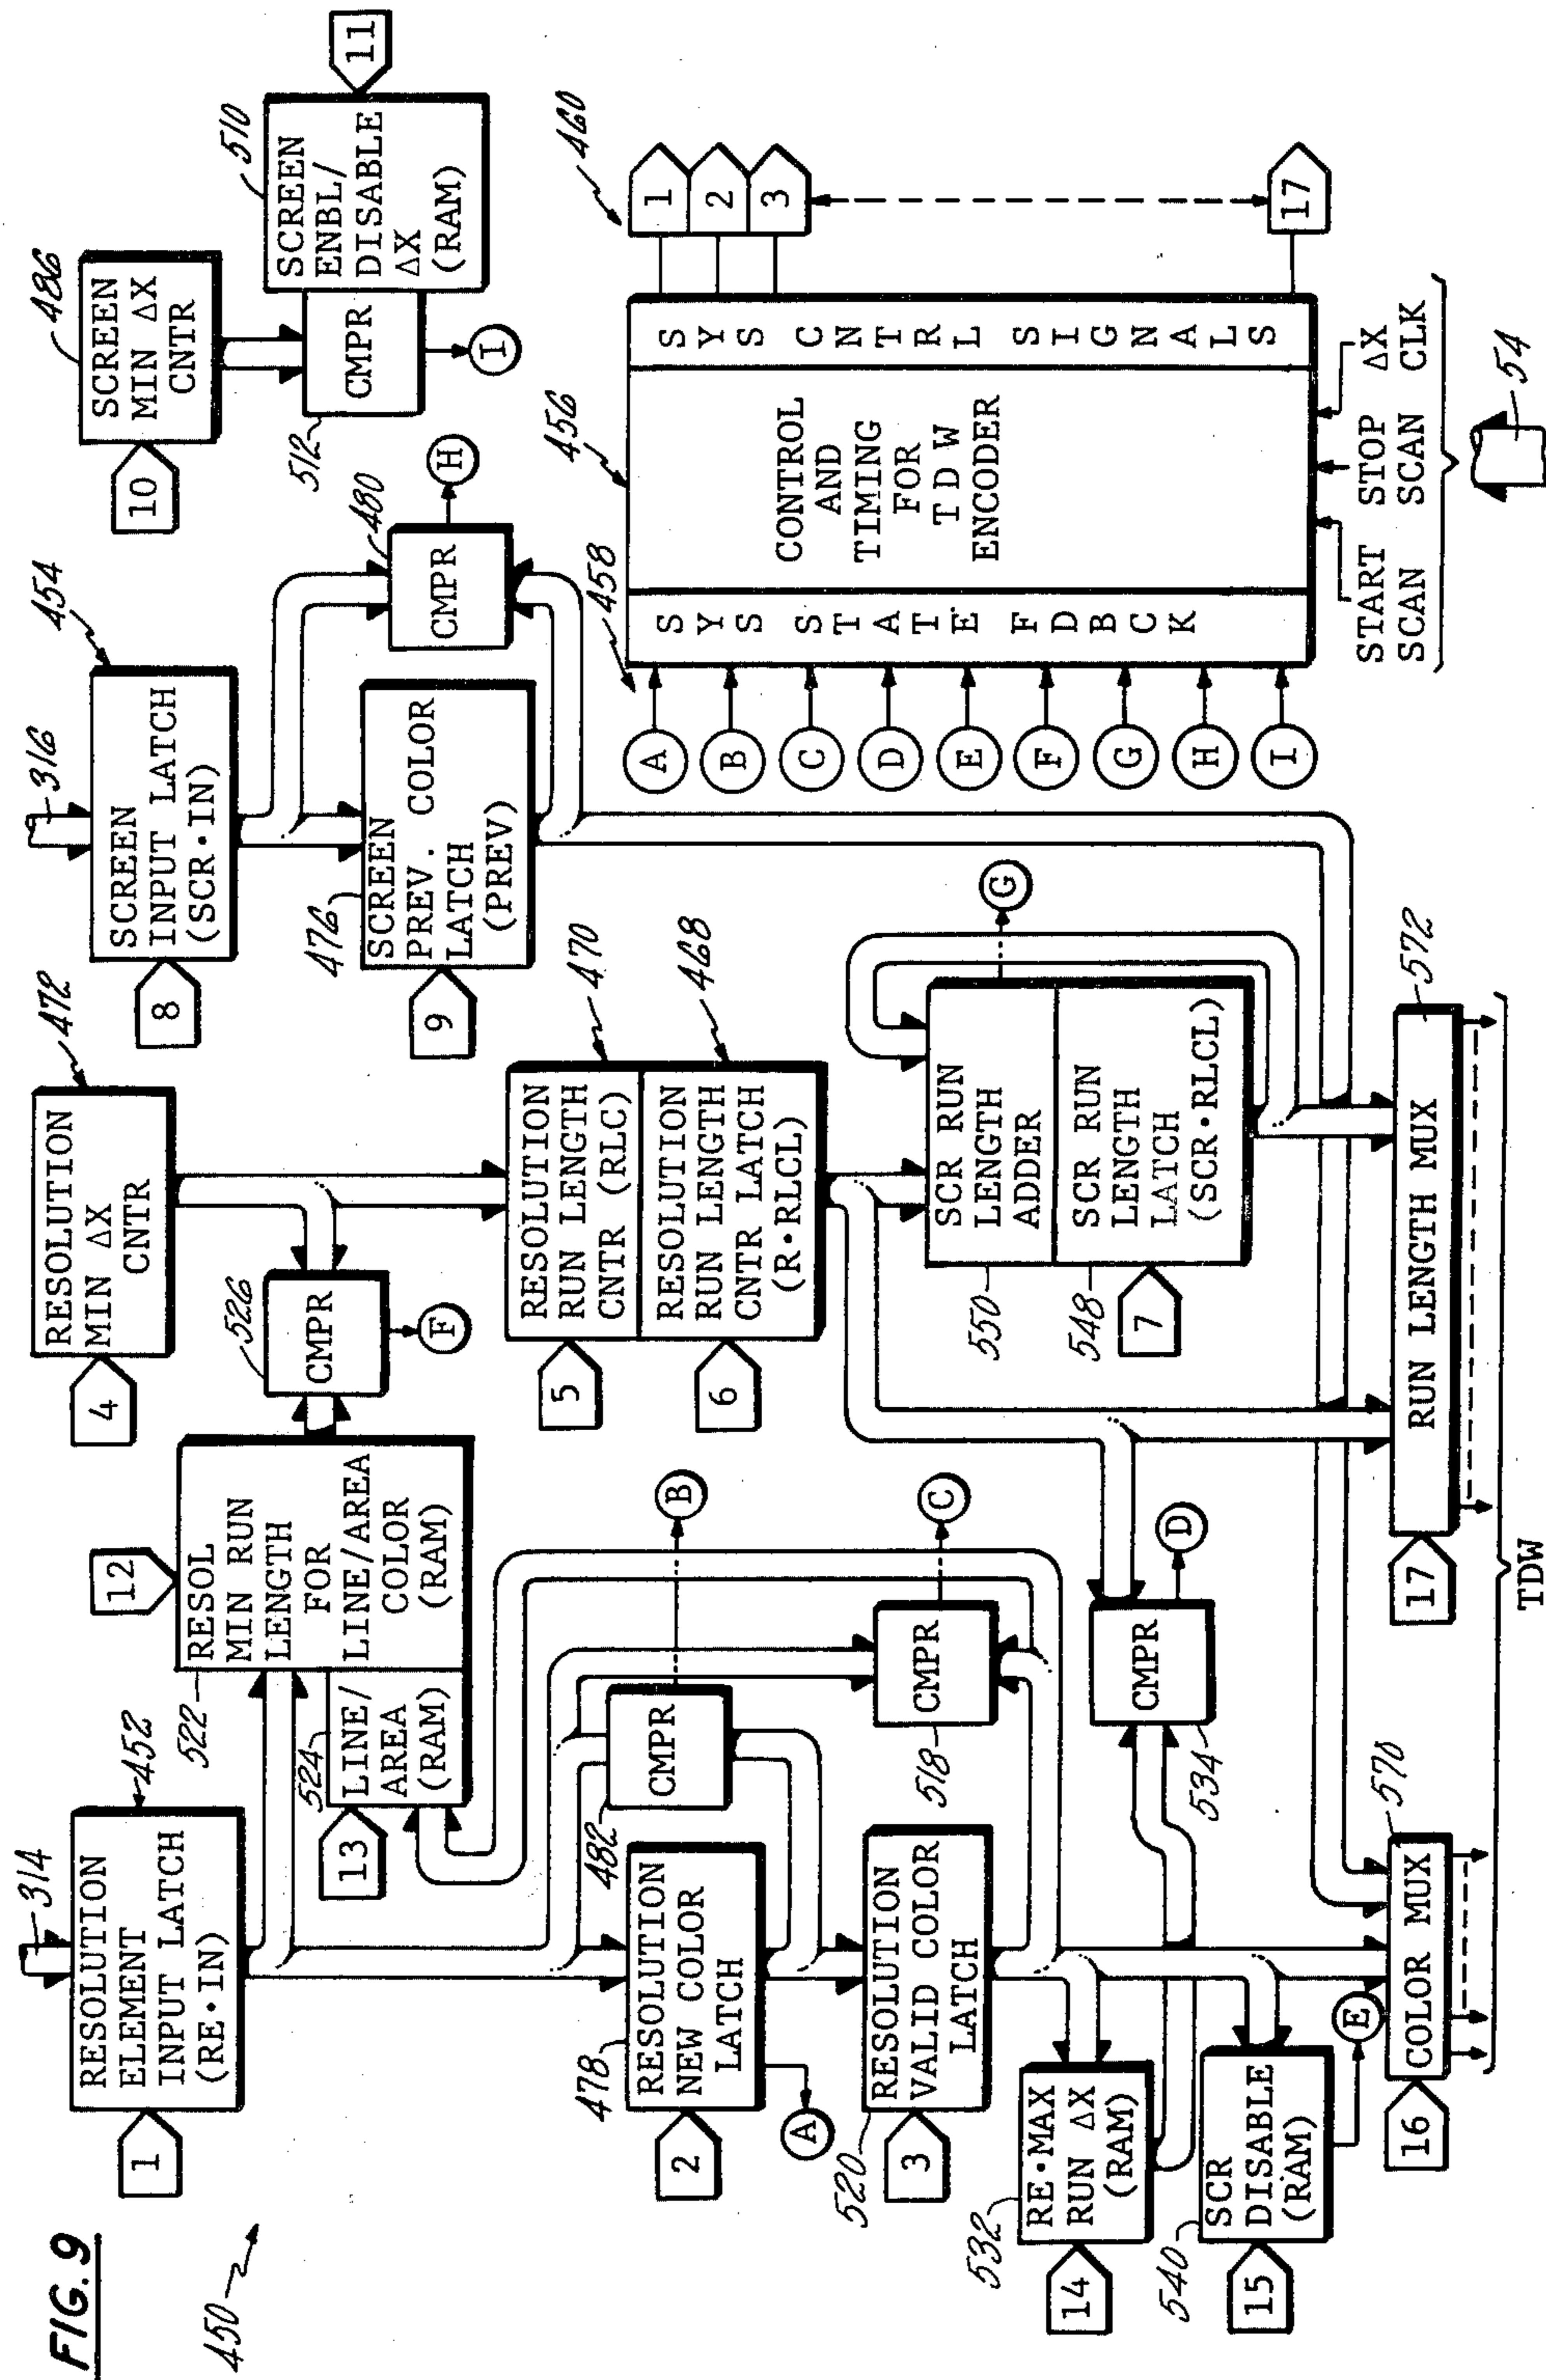 FIG. 9
450
314
RESOLUTION
ELEMENT
INPUT LATCH
(RE•IN)
452
1
12
522
RESOL
MIN RUN
LENGTH
FOR
LINE/AREA
COLOR
(RAM)
524
LINE/
AREA
(RAM)
13
526
CMPR
F
472
RESOLUTION
MIN ΔX
CNTR
4
316
454
SCREEN
INPUT LATCH
(SCR•IN)
8
476
SCREEN
PREV. COLOR
LATCH
(PREV)
9
480
CMPR
H
486
SCREEN
MIN ΔX
CNTR
10
510
SCREEN
ENBL/
DISABLE
ΔX
(RAM)
11
512
CMPR
I
478
RESOLUTION
NEW COLOR
LATCH
2
A
482
CMPR
B
470
RESOLUTION
RUN LENGTH
CNTR (RLC)
5
468
RESOLUTION
RUN LENGTH
CNTR LATCH
(R•RLCL)
6
520
RESOLUTION
VALID COLOR
LATCH
3
518
CMPR
C
550
SCR RUN
LENGTH
ADDER
G
548
SCR RUN
LENGTH
LATCH
(SCR•RLCL)
7
532
RE•MAX
RUN ΔX
(RAM)
14
534
CMPR
D
540
SCR
DISABLE
(RAM)
15
E
570
COLOR MUX
16
572
RUN LENGTH MUX
17
TDW
458
A
B
C
D
E
F
G
H
I
SYS STATE FDBCK
456
CONTROL
AND
TIMING
FOR
TDW
ENCODER
SYS CNTRL SIGNALS
460
1
2
3
17
START STOP ΔX
SCAN SCAN CLK
54